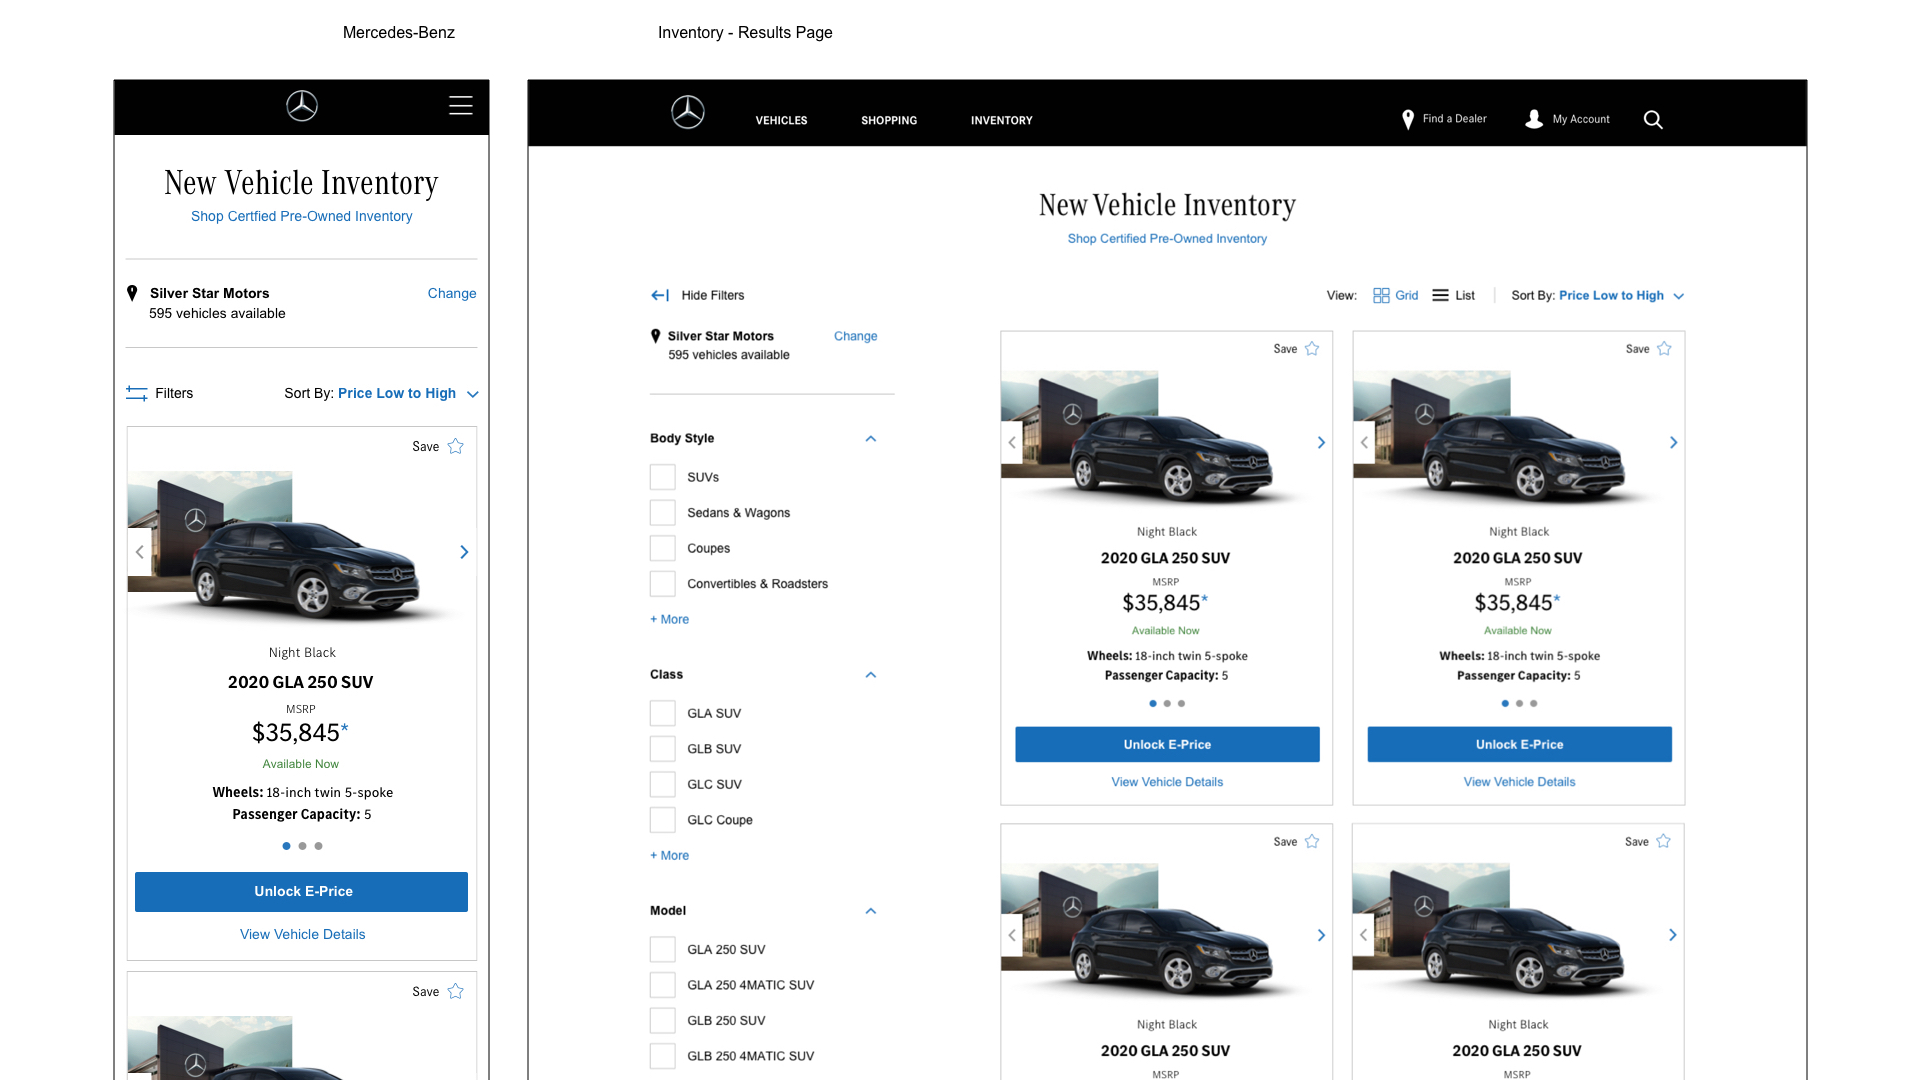 Mercedes-Benz
Inventory - Results Page
New Vehicle Inventory
Shop Certfied Pre-Owned Inventory
Silver Star Motors
Change
595 vehicles available
Filters
Sort By: Price Low to High
Save
Night Black
2020 GLA 250 SUV
MSRP
$35,845*
Available Now
Wheels: 18-inch twin 5-spoke
Passenger Capacity: 5
Unlock E-Price
View Vehicle Details
Save
VEHICLES
SHOPPING
INVENTORY
Find a Dealer
My Account
New Vehicle Inventory
Shop Certified Pre-Owned Inventory
Hide Filters
View:
Grid
List
Sort By: Price Low to High
Silver Star Motors
Change
595 vehicles available
Body Style
SUVs
Sedans & Wagons
Coupes
Convertibles & Roadsters
+ More
Class
GLA SUV
GLB SUV
GLC SUV
GLC Coupe
+ More
Model
GLA 250 SUV
GLA 250 4MATIC SUV
GLB 250 SUV
GLB 250 4MATIC SUV
Save
Night Black
2020 GLA 250 SUV
MSRP
$35,845*
Available Now
Wheels: 18-inch twin 5-spoke
Passenger Capacity: 5
Unlock E-Price
View Vehicle Details
Save
Night Black
2020 GLA 250 SUV
MSRP
$35,845*
Available Now
Wheels: 18-inch twin 5-spoke
Passenger Capacity: 5
Unlock E-Price
View Vehicle Details
Save
Night Black
2020 GLA 250 SUV
MSRP
Save
Night Black
2020 GLA 250 SUV
MSRP